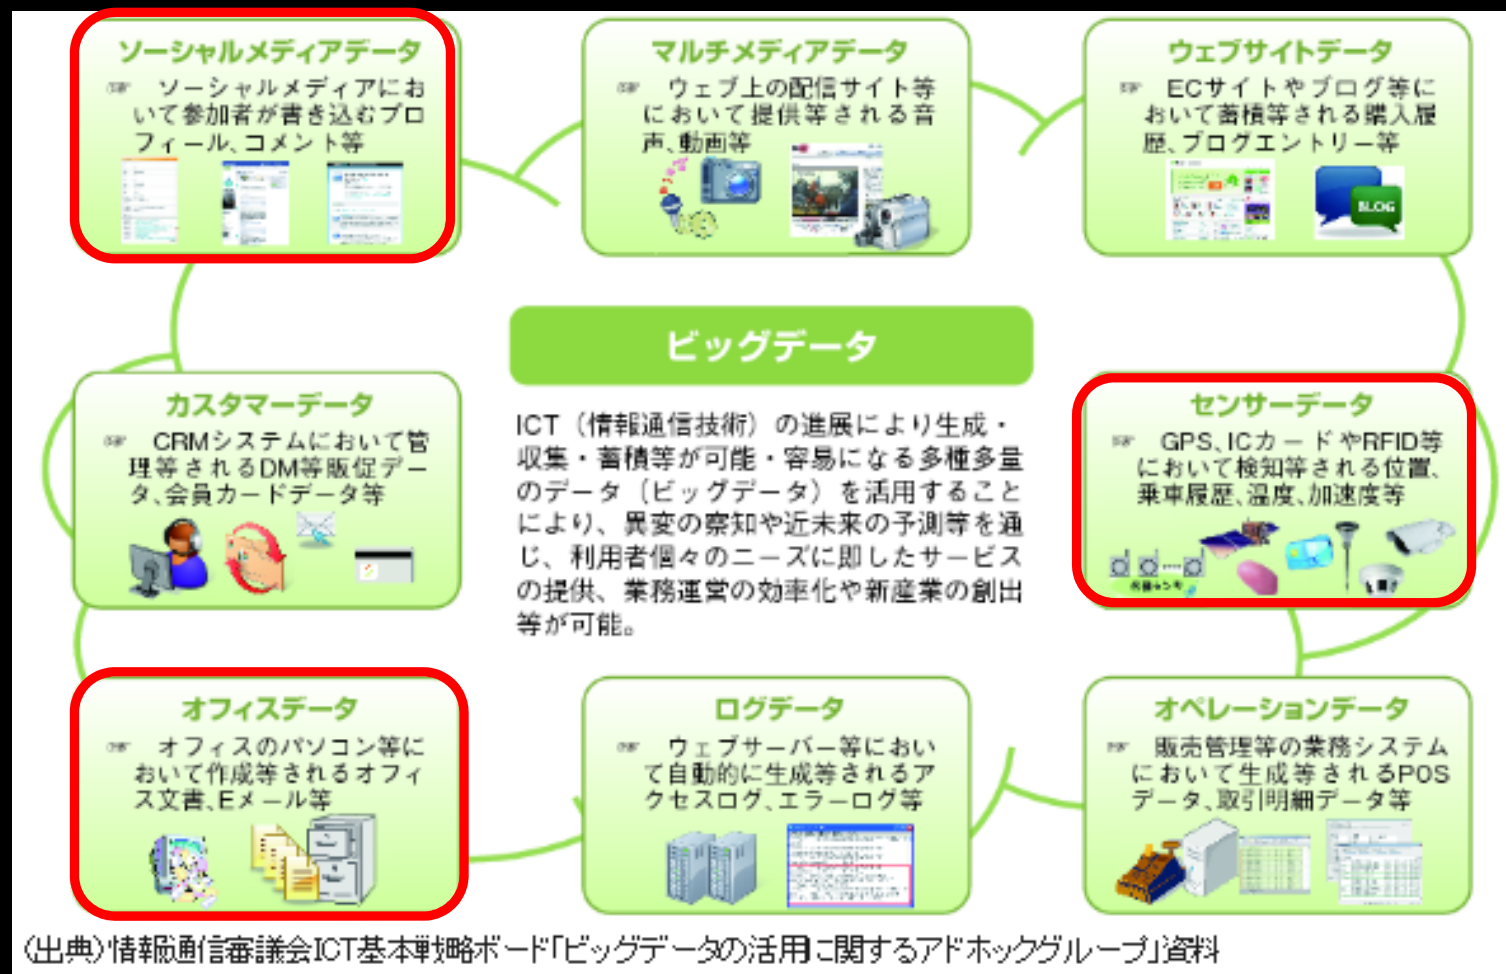 ソーシャルメディアデータ
☞ ソーシャルメディアにお
いて参加者が書き込むプロ
フィール、コメント等
マルチメディアデータ
☞ ウェブ上の配信サイト等
において提供等される音
声、動画等
ウェブサイトデータ
☞ ECサイトやブログ等に
おいて蓄積等される購入履
歴、ブログエントリー等
BLOG
ビッグデータ
ICT（情報通信技術）の進展により生成・
収集・蓄積等が可能・容易になる多種多量
のデータ（ビッグデータ）を活用すること
により、異変の察知や近未来の予測等を通
じ、利用者個々のニーズに即したサービス
の提供、業務運営の効率化や新産業の創出
等が可能。
カスタマーデータ
☞ CRMシステムにおいて管
理等されるDM等販促デー
タ、会員カードデータ等
センサーデータ
☞ GPS、ICカードやRFID等
において検知等される位置、
乗車履歴、温度、加速度等
オフィスデータ
☞ オフィスのパソコン等に
おいて作成等されるオフィ
ス文書、Eメール等
ログデータ
☞ ウェブサーバー等におい
て自動的に生成等されるア
クセスログ、エラーログ等
オペレーションデータ
☞ 販売管理等の業務システム
において生成等されるPOS
データ、取引明細データ等
（出典）情報通信審議会ICT基本戦略ボード「ビッグデータの活用に関するアドホックグループ」資料